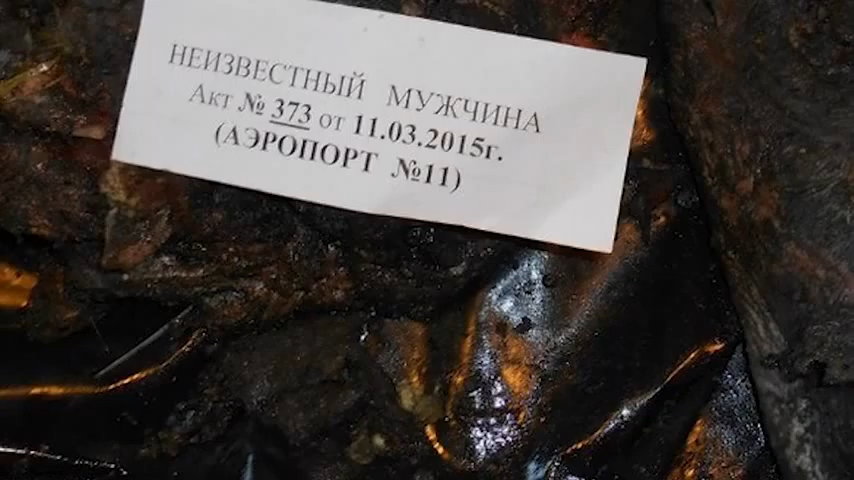 НЕИЗВЕСТНЫЙ МУЖЧИНА
Акт № 373 от 11.03.2015г.
(АЭРОПОРТ №11)